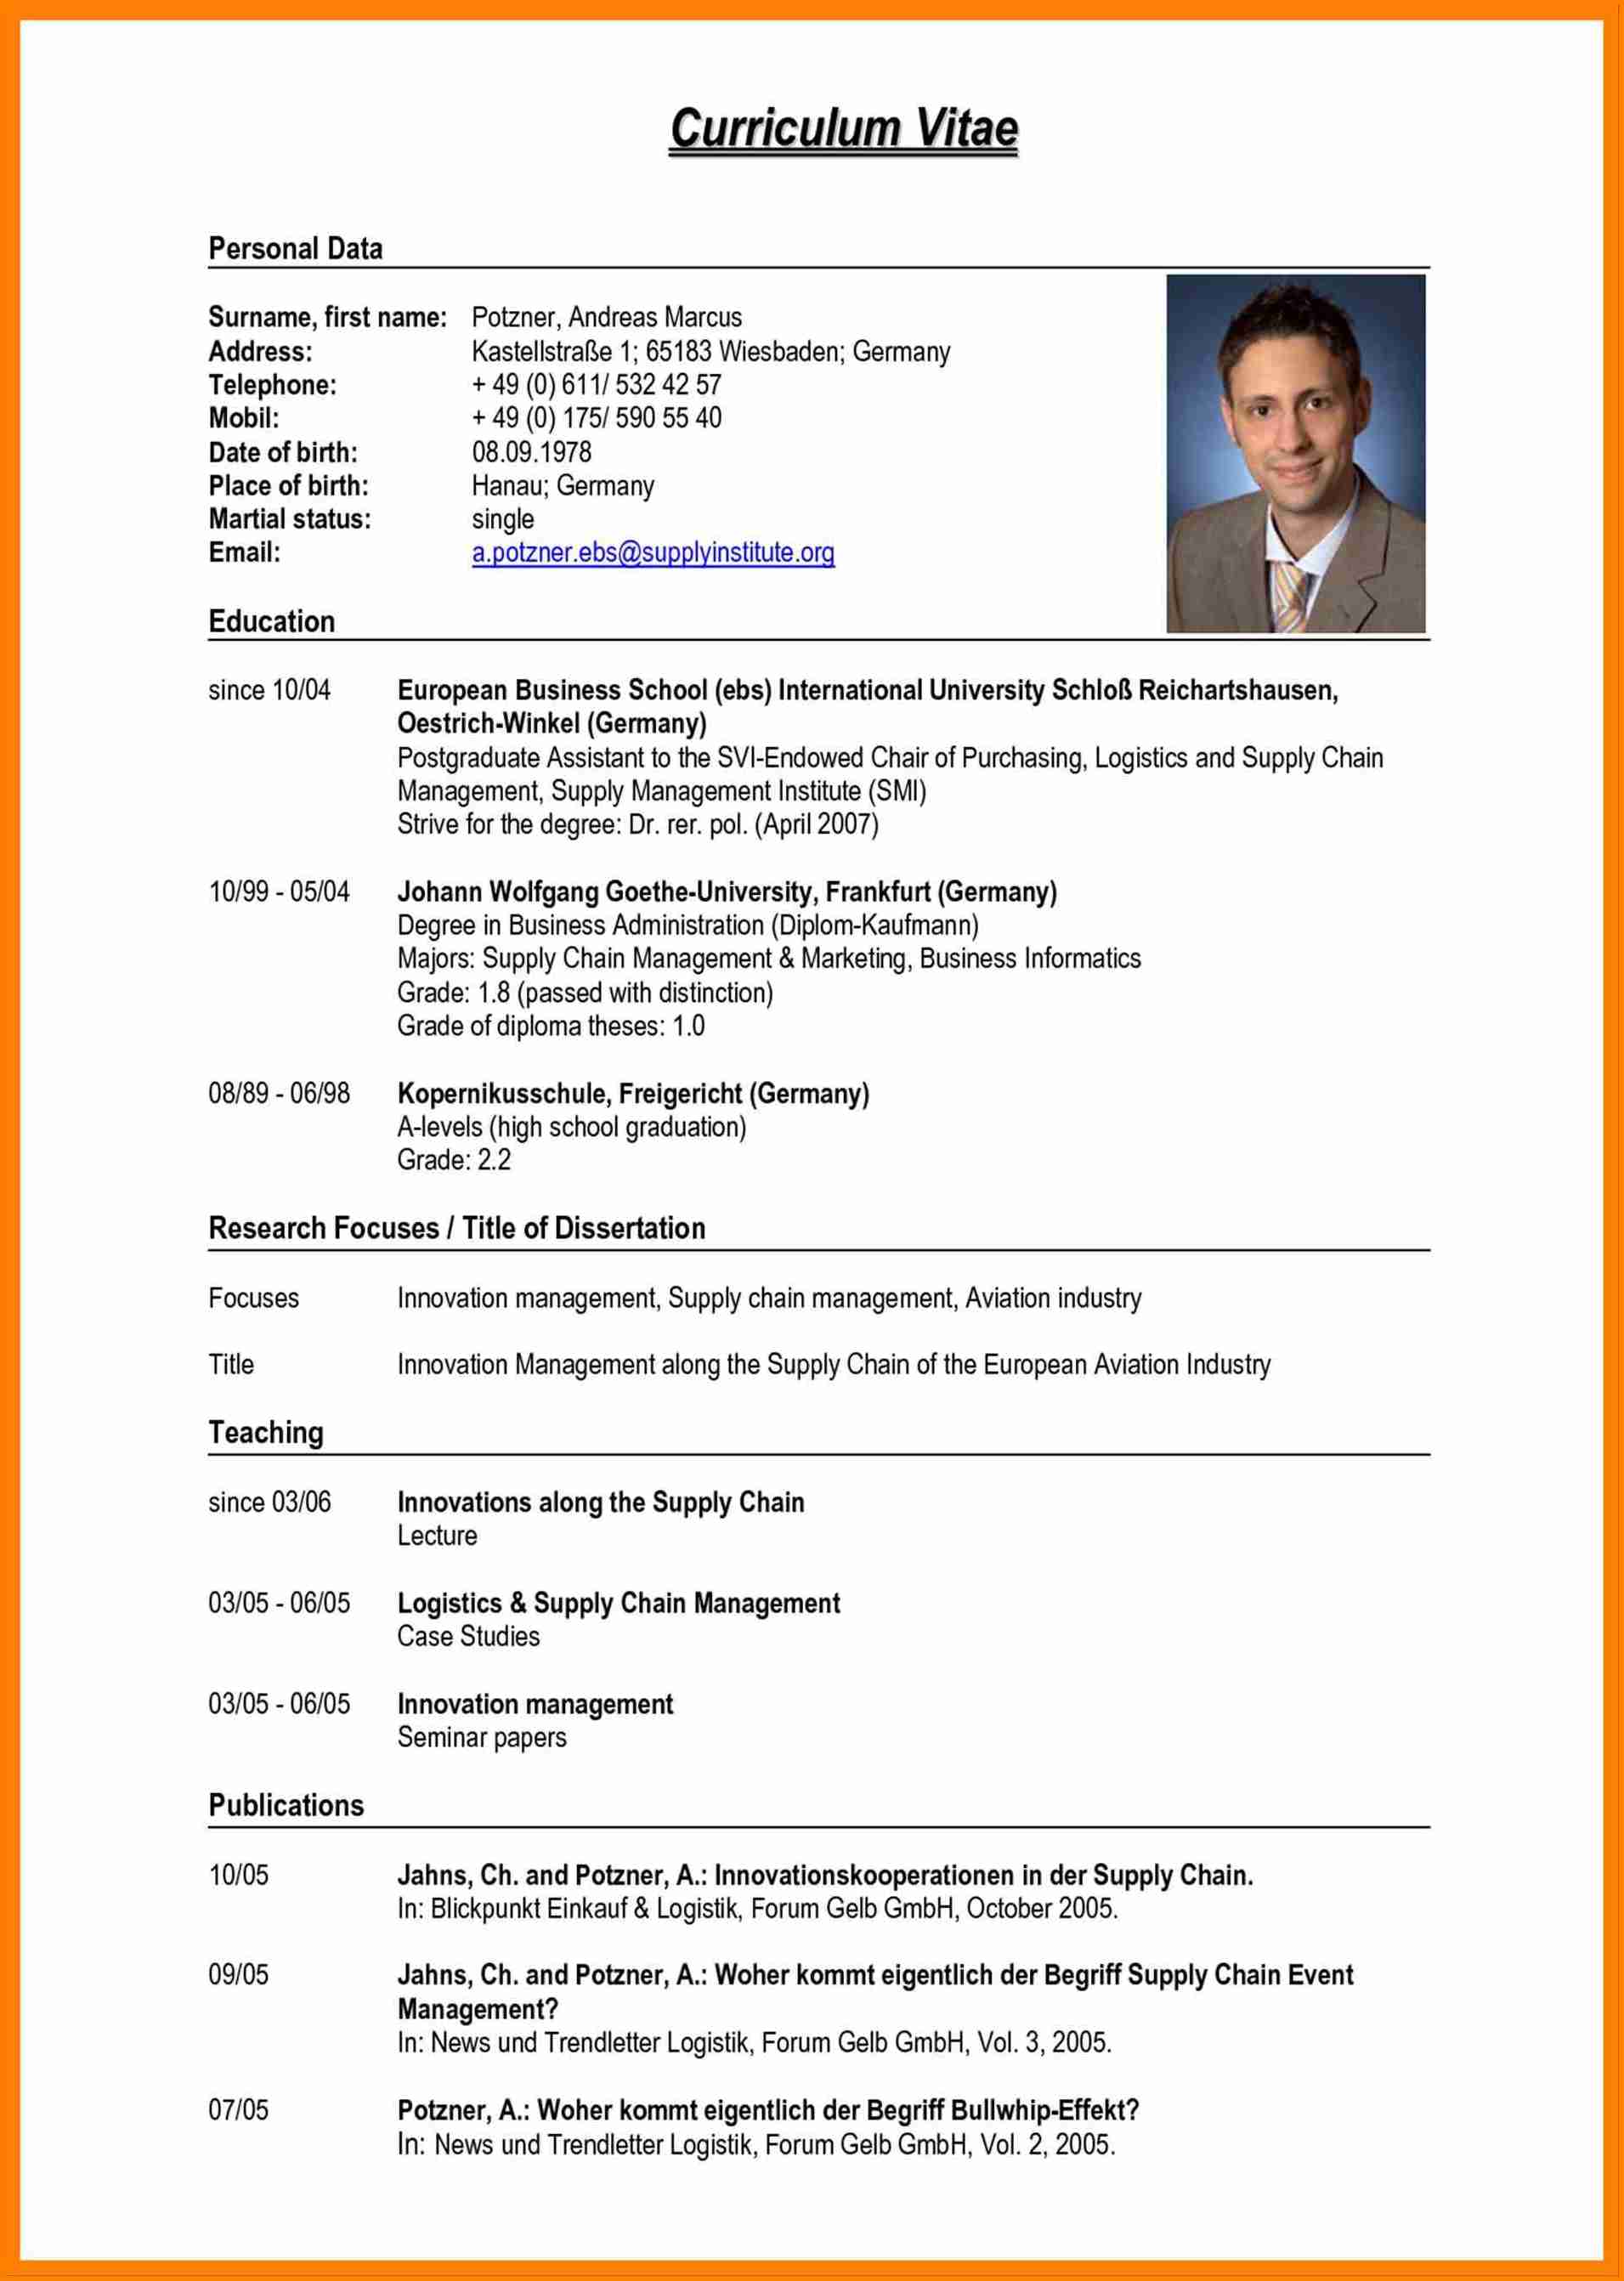 Curriculum Vitae
Personal Data
Surname, first name: Potzner, Andreas Marcus
Address: Kastellstraße 1; 65183 Wiesbaden; Germany
Telephone: + 49 (0) 611/ 532 42 57
Mobil: + 49 (0) 175/ 590 55 40
Date of birth: 08.09.1978
Place of birth: Hanau; Germany
Martial status: single
Email: a.potzner.ebs@supplyinstitute.org
Education
since 10/04 European Business School (ebs) International University Schloß Reichartshausen,
Oestrich-Winkel (Germany)
Postgraduate Assistant to the SVI-Endowed Chair of Purchasing, Logistics and Supply Chain
Management, Supply Management Institute (SMI)
Strive for the degree: Dr. rer. pol. (April 2007)
10/99 - 05/04 Johann Wolfgang Goethe-University, Frankfurt (Germany)
Degree in Business Administration (Diplom-Kaufmann)
Majors: Supply Chain Management & Marketing, Business Informatics
Grade: 1.8 (passed with distinction)
Grade of diploma theses: 1.0
08/89 - 06/98 Kopernikusschule, Freigericht (Germany)
A-levels (high school graduation)
Grade: 2.2
Research Focuses / Title of Dissertation
Focuses Innovation management, Supply chain management, Aviation industry
Title Innovation Management along the Supply Chain of the European Aviation Industry
Teaching
since 03/06 Innovations along the Supply Chain
Lecture
03/05 - 06/05 Logistics & Supply Chain Management
Case Studies
03/05 - 06/05 Innovation management
Seminar papers
Publications
10/05 Jahns, Ch. and Potzner, A.: Innovationskooperationen in der Supply Chain.
In: Blickpunkt Einkauf & Logistik, Forum Gelb GmbH, October 2005.
09/05 Jahns, Ch. and Potzner, A.: Woher kommt eigentlich der Begriff Supply Chain Event
Management?
In: News und Trendletter Logistik, Forum Gelb GmbH, Vol. 3, 2005.
07/05 Potzner, A.: Woher kommt eigentlich der Begriff Bullwhip-Effekt?
In: News und Trendletter Logistik, Forum Gelb GmbH, Vol. 2, 2005.